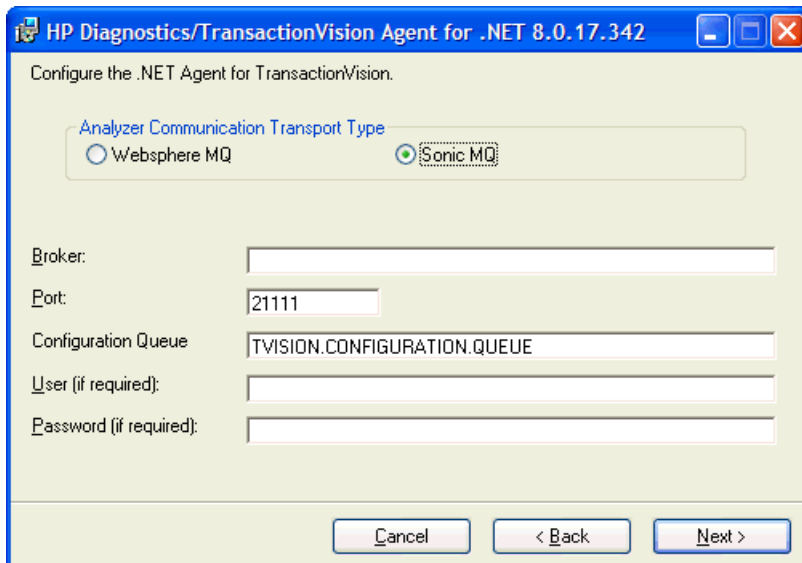 HP Diagnostics/TransactionVision Agent for .NET 8.0.17.342
Configure the .NET Agent for TransactionVision.
Analyzer Communication Transport Type
Websphere MQ Sonic MQ
Broker:
Port: 21111
Configuration Queue TVISION.CONFIGURATION.QUEUE
User (if required):
Password (if required):
Cancel < Back Next >